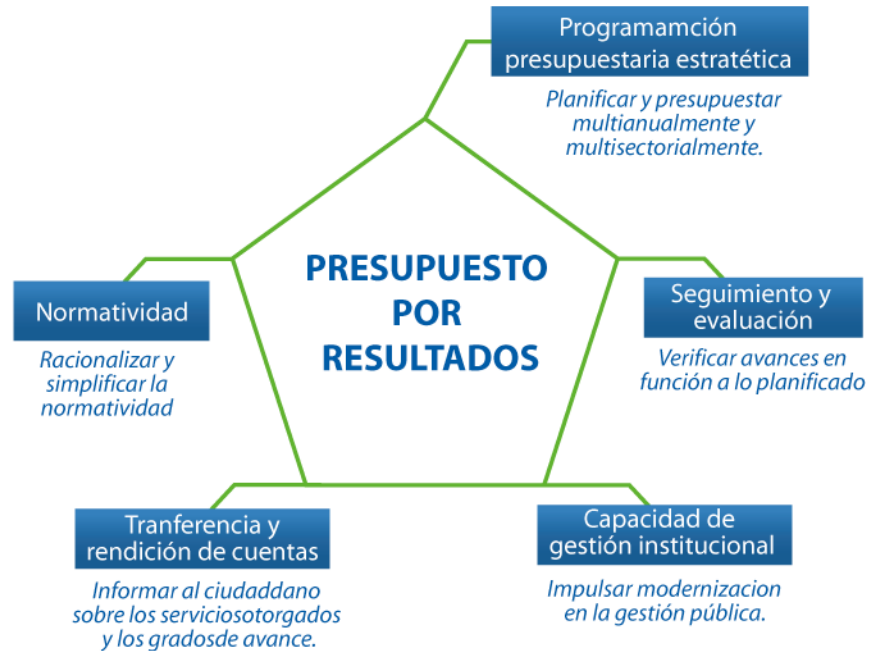 Programamción
presupuestaria estratética
Planificar y presupuestar
multianualmente y
multisectorialmente.
PRESUPUESTO
POR
RESULTADOS
Normatividad
Racionalizar y
simplificar la
normatividad
Seguimiento y
evaluación
Verificar avances en
función a lo planificado
Tranferencia y
rendición de cuentas
Informar al ciudaddano
sobre los serviciosotorgados
y los gradosde avance.
Capacidad de
gestión institucional
Impulsar modernizacion
en la gestión pública.